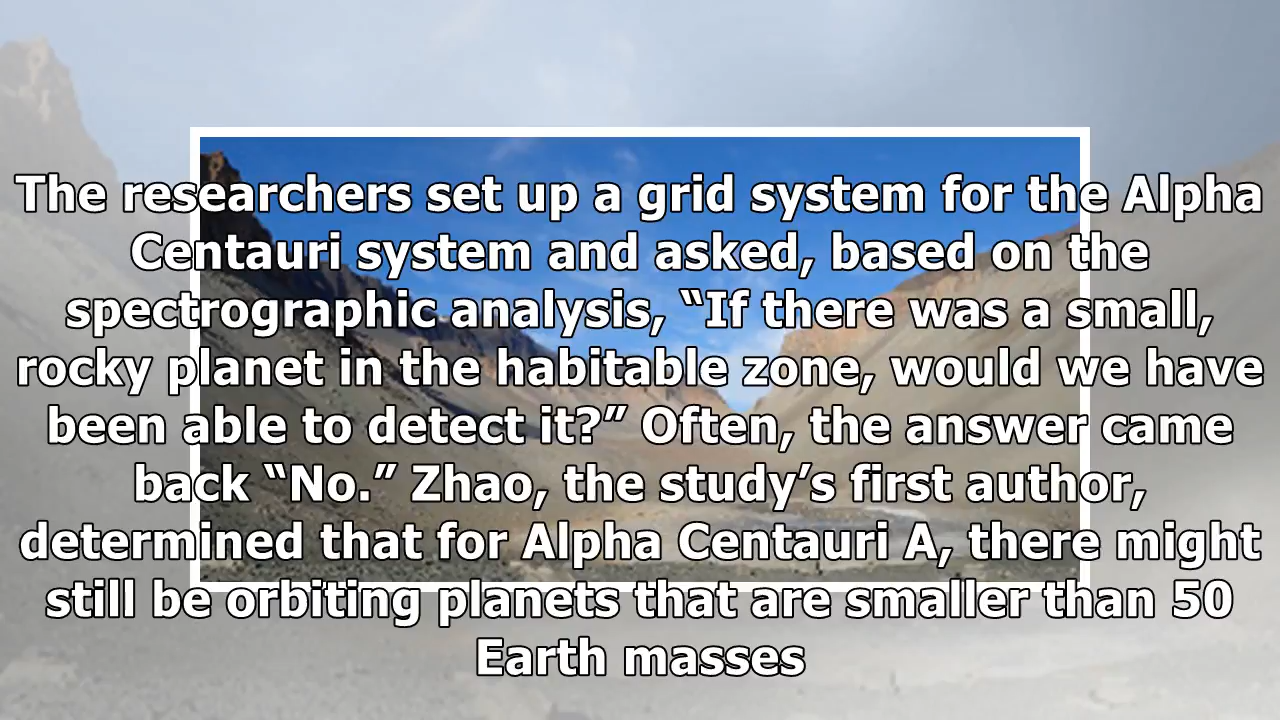 The researchers set up a grid system for the Alpha
Centauri system and asked, based on the
spectrographic analysis, “If there was a small,
rocky planet in the habitable zone, would we have
been able to detect it?” Often, the answer came
back “No.” Zhao, the study’s first author,
determined that for Alpha Centauri A, there might
still be orbiting planets that are smaller than 50
Earth masses